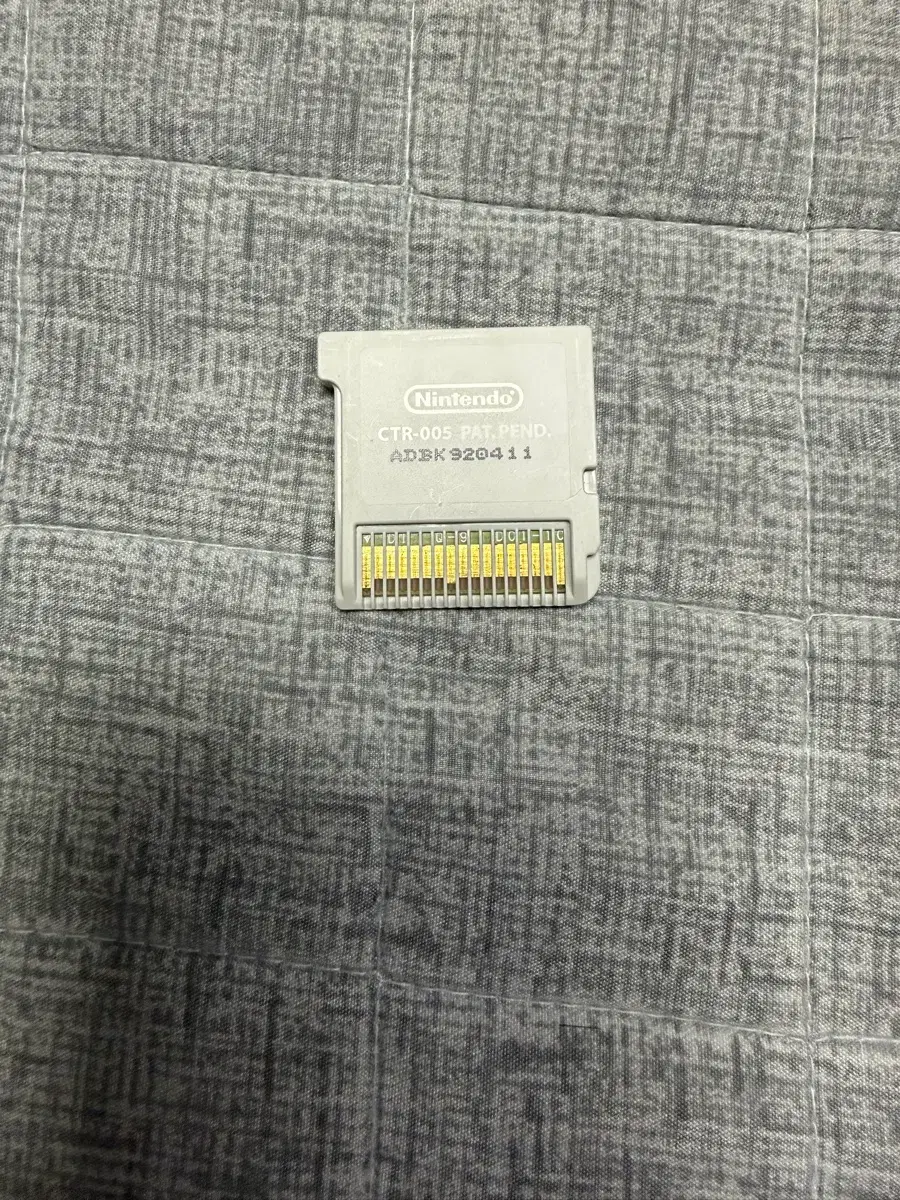 Nintendo®
CTR-005 PAT. PEND.
ADBK920411